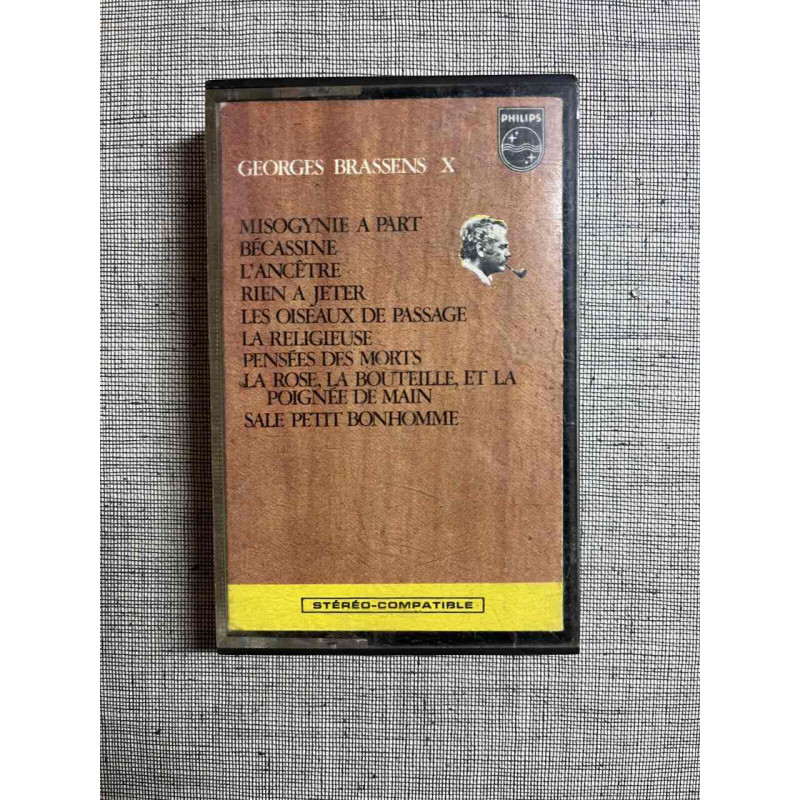 PHILIPS
GEORGES BRASSENS X
MISOGYNIE A PART
BÉCASSINE
L'ANCÊTRE
RIEN A JETER
LES OISEAUX DE PASSAGE
LA RELIGIEUSE
PENSÉES DES MORTS
LA ROSE, LA BOUTEILLE, ET LA
POIGNÉE DE MAIN
SALE PETIT BONHOMME
STÉRÉO-COMPATIBLE